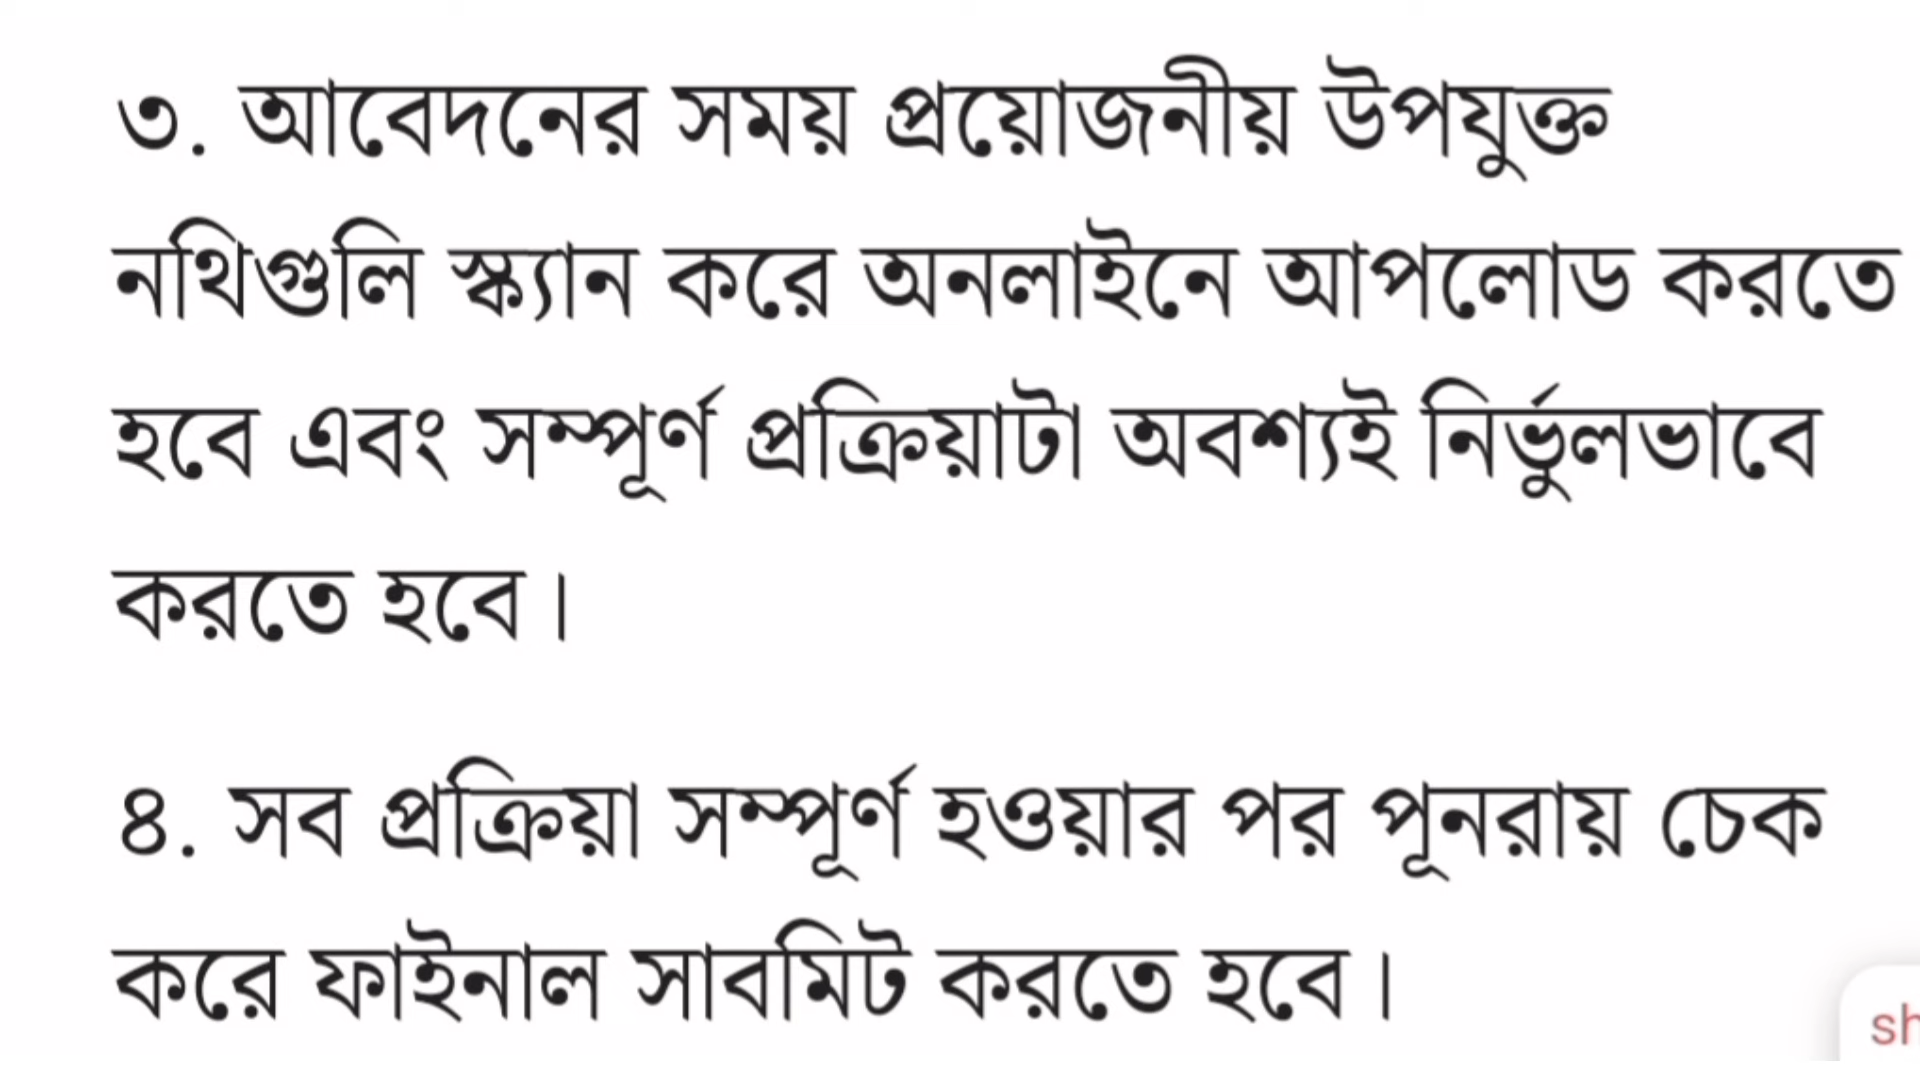 ৩. আবেদনের সময় প্রয়োজনীয় উপযুক্ত
নথিগুলি স্ক্যান করে অনলাইনে আপলোড করতে
হবে এবং সম্পূর্ণ প্রক্রিয়াটা অবশ্যই নির্ভুলভাবে
করতে হবে।
৪. সব প্রক্রিয়া সম্পূর্ণ হওয়ার পর পূনরায় চেক
করে ফাইনাল সাবমিট করতে হবে।